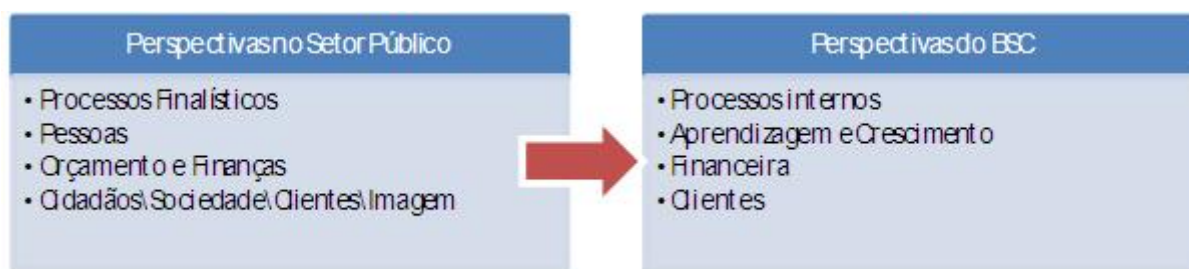 Perspectivas no Setor Público
• Processos Finalísticos
• Pessoas
• Orçamento e Finanças
• Cidadãos\Sociedade\Clientes\Imagem
Perspectivas do BSC
• Processos internos
• Aprendizagem e Crescimento
• Financeira
• Clientes